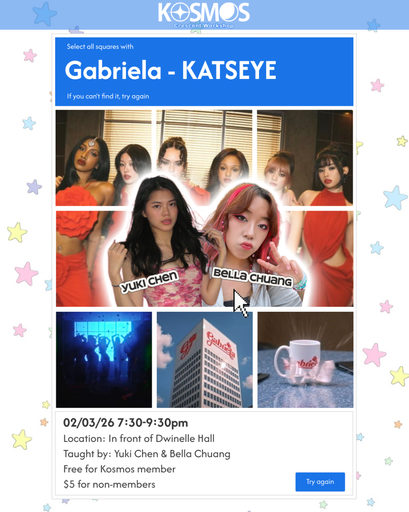 KOSMOS
Crescent Workshop
Select all squares with
Gabriela - KATSEYE
If you can't find it, try again
YUKI CHEN
BELLA CHUANG
Gabriela
Gabriela
02/03/26 7:30-9:30pm
Location: In front of Dwinelle Hall
Taught by: Yuki Chen & Bella Chuang
Free for Kosmos member
$5 for non-members
Try again